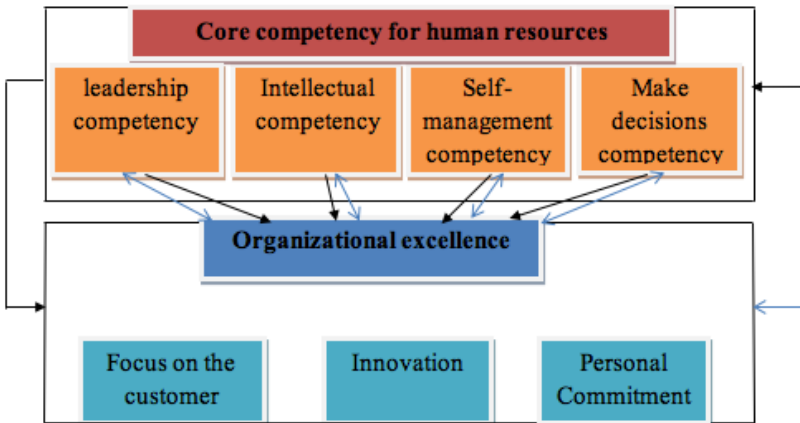 Core competency for human resources
leadership
competency
Intellectual
competency
Self-
management
competency
Make
decisions
competency
Organizational excellence
Focus on the
customer
Innovation
Personal
Commitment